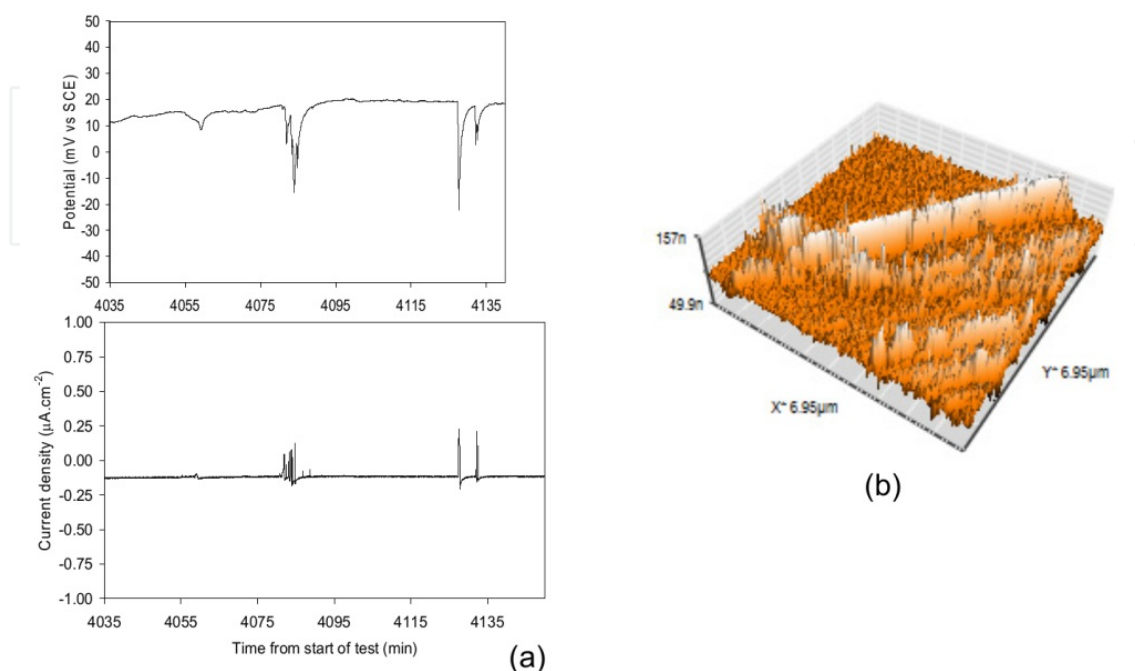 50
40
30
20
10
0
-10
-20
-30
-40
-50
Potential (mV vs SCE)
4035 4055 4075 4095 4115 4135
1.00
0.75
0.50
0.25
0.00
-0.25
-0.50
-0.75
-1.00
Current density (µA.cm-2)
4035 4055 4075 4095 4115 4135
Time from start of test (min)
(a)
157n
49.9n
X* 6.95µm
Y* 6.95µm
(b)